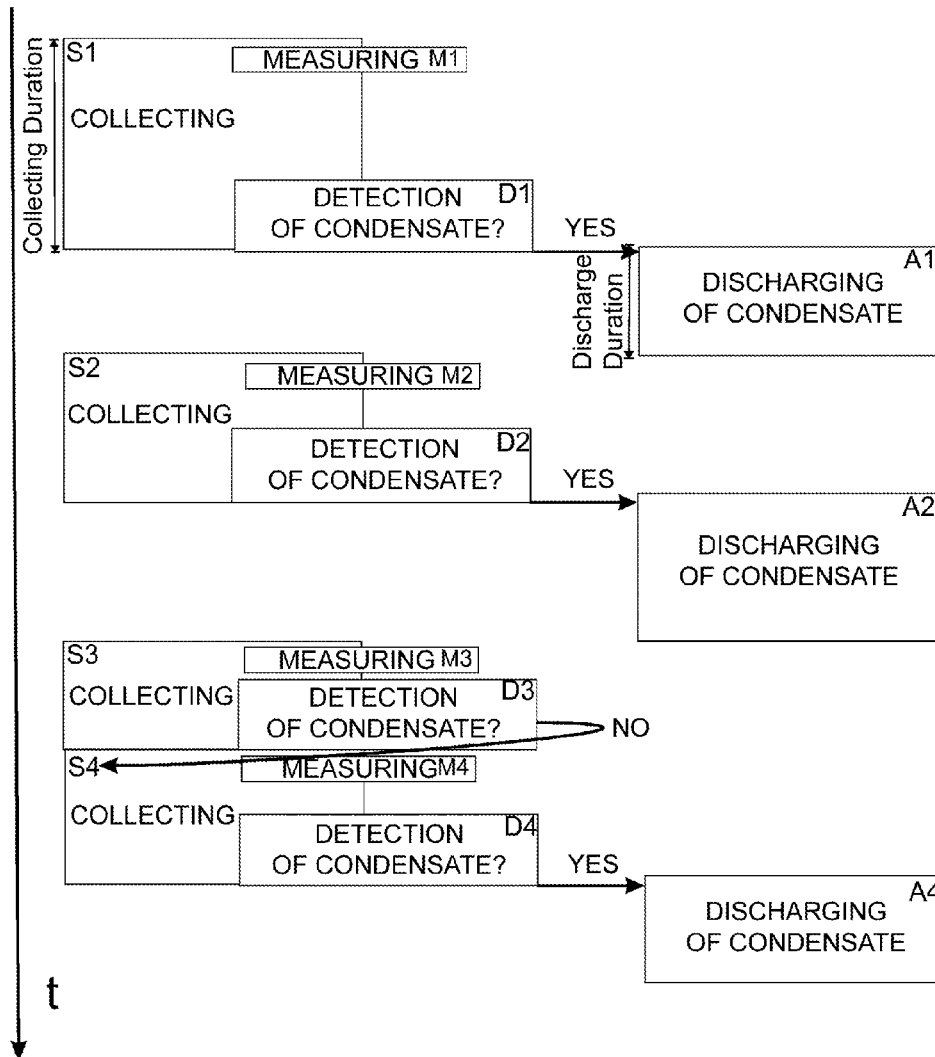 S1
MEASURING M1
Collecting Duration
COLLECTING
DETECTION
OF CONDENSATE?
D1
YES
A1
DISCHARGING
OF CONDENSATE
Discharge
Duration
S2
MEASURING M2
COLLECTING
DETECTION
OF CONDENSATE?
D2
YES
A2
DISCHARGING
OF CONDENSATE
S3
MEASURING M3
COLLECTING
DETECTION
OF CONDENSATE?
D3
NO
S4
MEASURING M4
COLLECTING
DETECTION
OF CONDENSATE?
D4
YES
A4
DISCHARGING
OF CONDENSATE
t